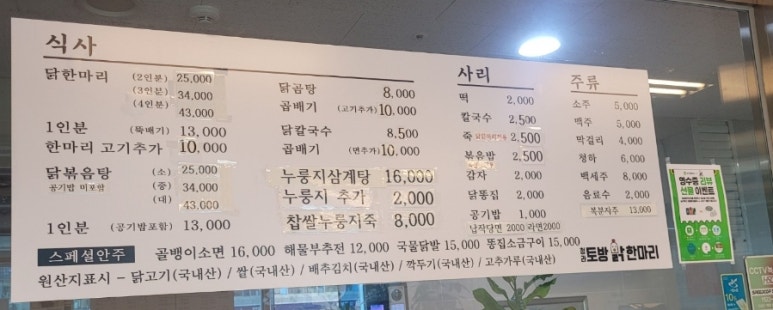 식사
닭한마리 (2인분) 25,000
(3인분) 34,000
(4인분) 43,000
1인분 (뚝배기) 13,000
한마리 고기추가 10,000
닭볶음탕 (소) 25,000
공기밥 미포함 (중) 34,000
(대) 43,000
1인분 (공기밥포함) 13,000
닭곰탕 8,000
곱배기 (고기추가) 10,000
닭칼국수 8,500
곱배기 (면추가) 10,000
누룽지삼계탕 16,000
누룽지 추가 2,000
찹쌀누룽지죽 8,000
사리
떡 2,000
칼국수 2,500
죽 2,500
볶음밥 2,500
감자 2,000
닭똥집 2,000
공기밥 1,000
납작당면 2000 라면2000
주류
소주 5,000
맥주 5,000
막걸리 4,000
청하 6,000
백세주 8,000
음료수 2,000
복분자주 13,000
스페셜안주 골뱅이소면 16,000 해물부추전 12,000 국물닭발 15,000 똥집소금구이 15,000
토방 닭한마리
원산지표시 – 닭고기(국내산) / 쌀(국내산) / 배추김치(국내산) / 깍두기(국내산) / 고추가루(국내산)
영수증 리뷰
선물 이벤트
CCTV